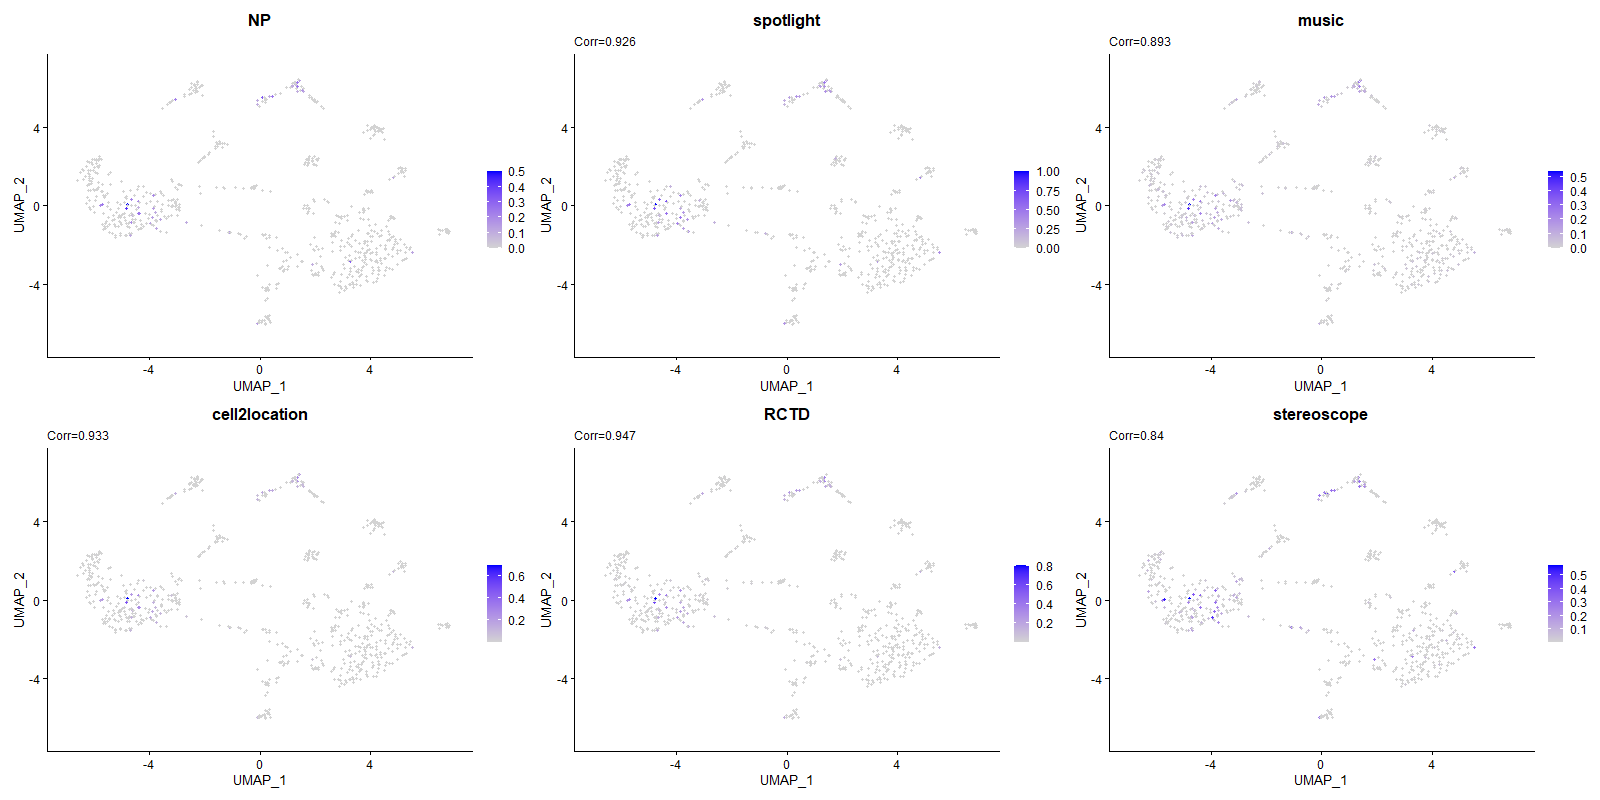 NP
4
0
-4
UMAP_2
-4
0
4
UMAP_1
0.5
0.4
0.3
0.2
0.1
0.0
spotlight
Corr=0.926
4
0
-4
UMAP_2
-4
0
4
UMAP_1
1.00
0.75
0.50
0.25
0.00
music
Corr=0.893
4
0
-4
UMAP_2
-4
0
4
UMAP_1
0.5
0.4
0.3
0.2
0.1
0.0
cell2location
Corr=0.933
4
0
-4
UMAP_2
-4
0
4
UMAP_1
0.6
0.4
0.2
RCTD
Corr=0.947
4
0
-4
UMAP_2
-4
0
4
UMAP_1
0.8
0.6
0.4
0.2
stereoscope
Corr=0.84
4
0
-4
UMAP_2
-4
0
4
UMAP_1
0.5
0.4
0.3
0.2
0.1